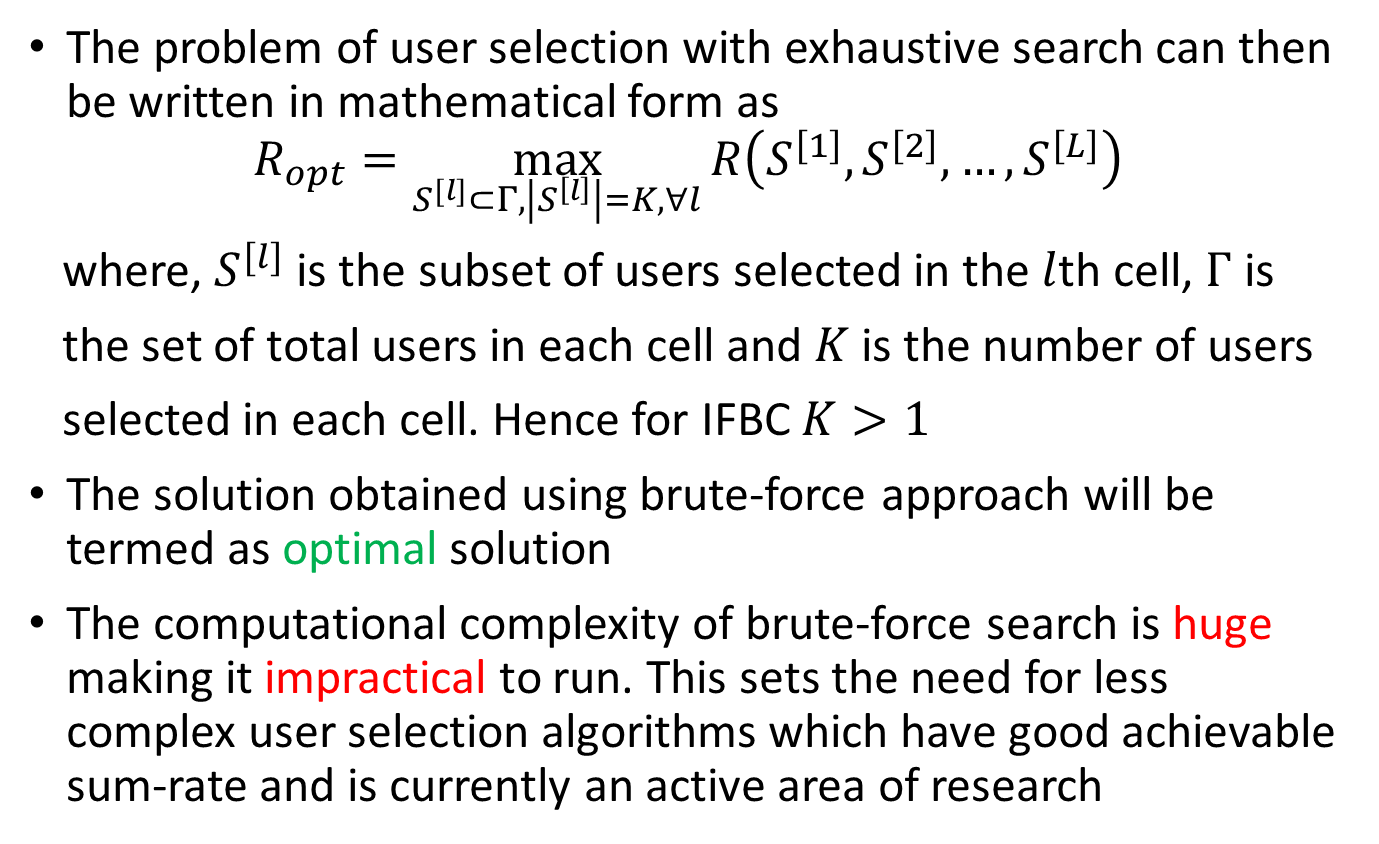 • The problem of user selection with exhaustive search can then
be written in mathematical form as
R_{opt} = max_{S^{[l]}⊂Γ,|S^{[l]}|=K,∀l} R(S^{[1]}, S^{[2]}, … , S^{[L]})
where, S^{[l]} is the subset of users selected in the lth cell, Γ is
the set of total users in each cell and K is the number of users
selected in each cell. Hence for IFBC K > 1
• The solution obtained using brute-force approach will be
termed as optimal solution
• The computational complexity of brute-force search is huge
making it impractical to run. This sets the need for less
complex user selection algorithms which have good achievable
sum-rate and is currently an active area of research